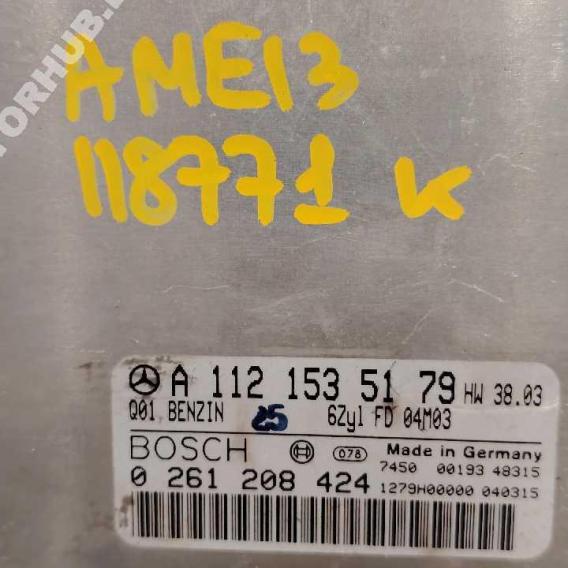 TORHUB.
AME13
118771 K
A 112 153 51 79 HW 38.03
Q01 BENZIN 25 6Zyl FD 04M03
BOSCH 078 Made in Germany
7450 00193 48315
0 261 208 424 1279H00000 040315